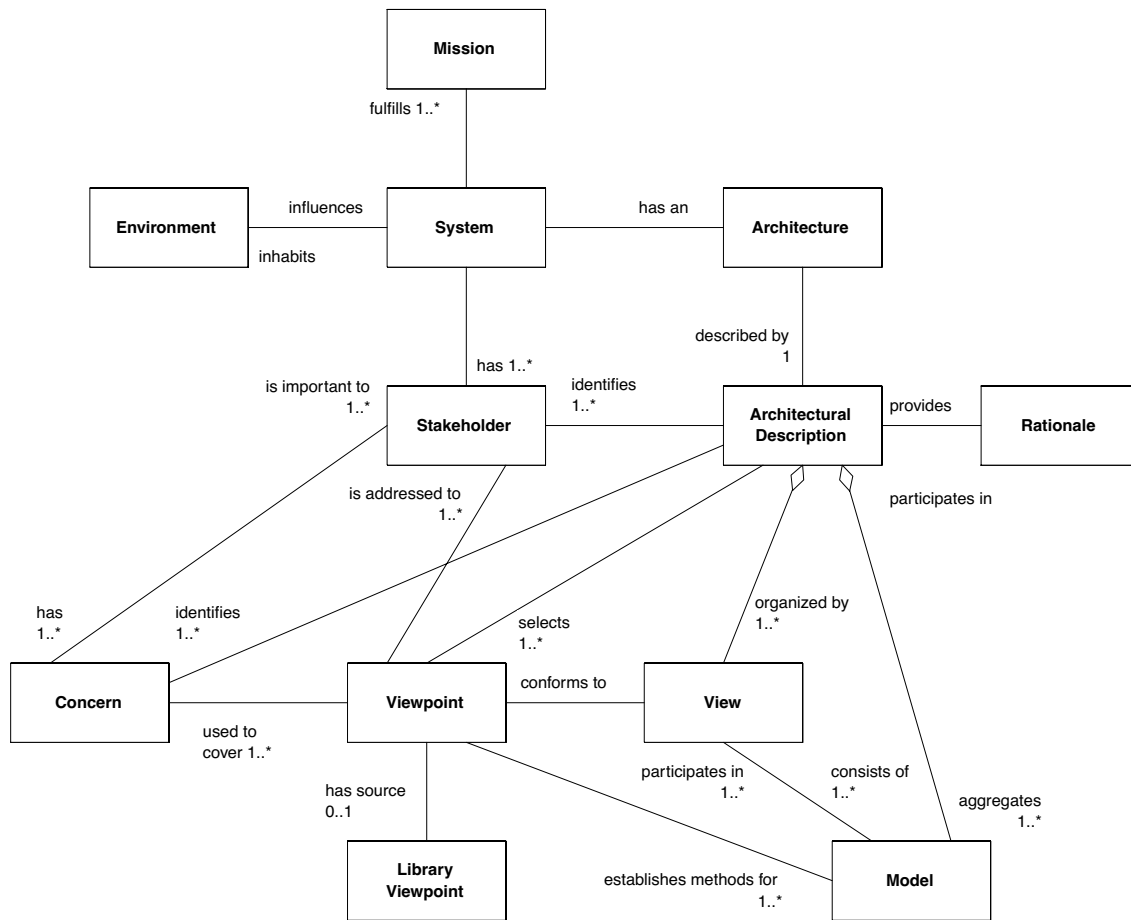 Mission
fulfills 1..*
influences
has an
Environment
System
Architecture
inhabits
described by
1
has 1..*
is important to
1..*
identifies
1..*
provides
Stakeholder
Architectural
Description
Rationale
is addressed to
1..*
participates in
has
1..*
identifies
1..*
selects
1..*
organized by
1..*
conforms to
Concern
Viewpoint
View
used to
cover 1..*
participates in
1..*
consists of
1..*
has source
0..1
aggregates
1..*
Library
Viewpoint
establishes methods for
1..*
Model